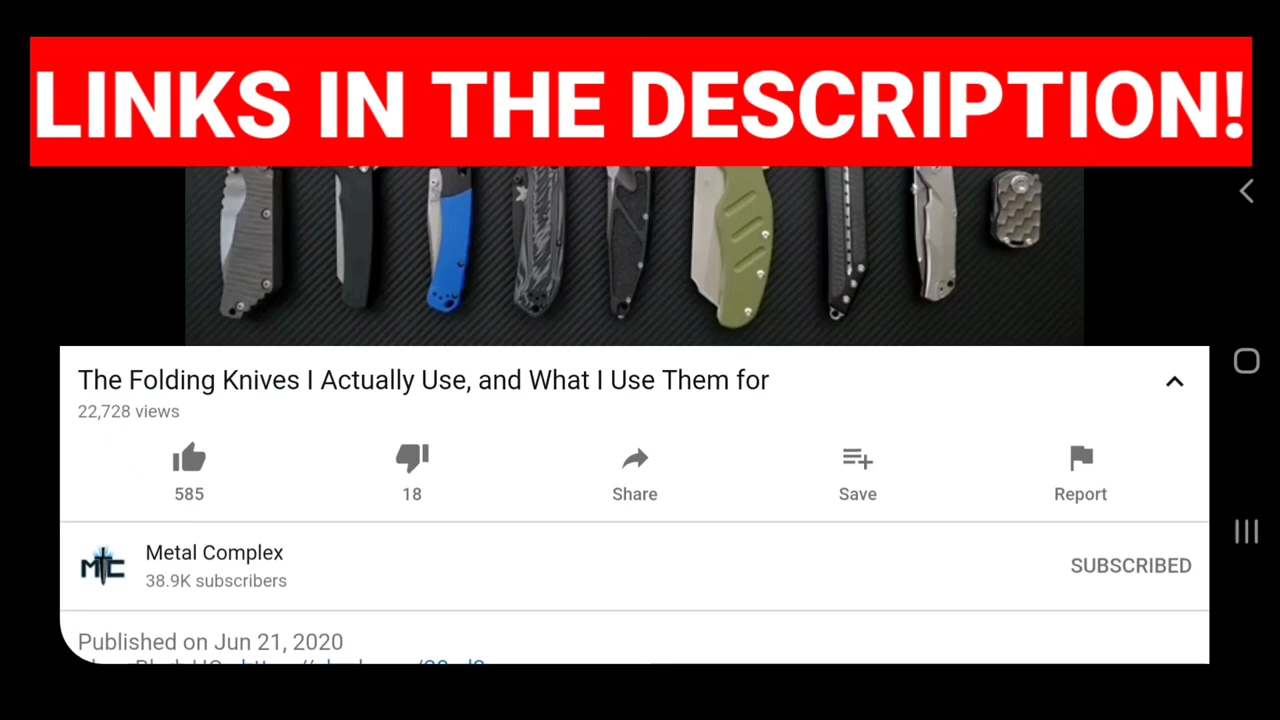 LINKS IN THE DESCRIPTION!
The Folding Knives I Actually Use, and What I Use Them for
22,728 views
585
18
Share
Save
Report
MTC
Metal Complex
38.9K subscribers
SUBSCRIBED
Published on Jun 21, 2020